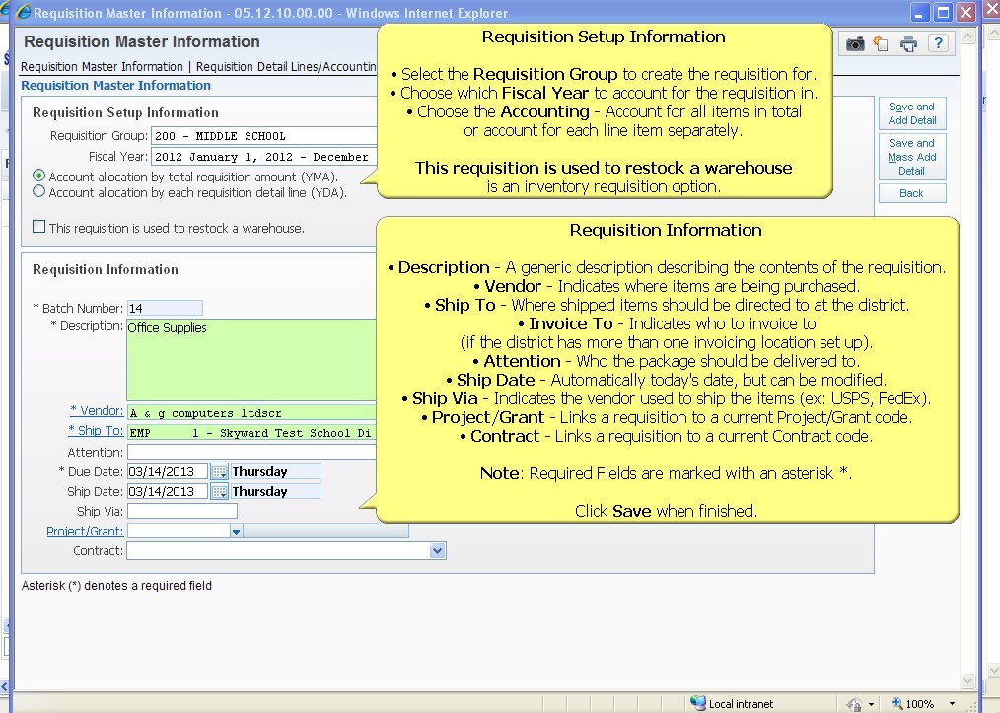 Requisition Master Information - 05.12.10.00.00 - Windows Internet Explorer
Requisition Master Information
Requisition Master Information | Requisition Detail Lines/Accountin
Requisition Master Information
Requisition Setup Information
Requisition Group: 200 - MIDDLE SCHOOL
Fiscal Year: 2012 January 1, 2012 - December
Account allocation by total requisition amount (YMA).
Account allocation by each requisition detail line (YDA).
This requisition is used to restock a warehouse.
Requisition Setup Information
• Select the Requisition Group to create the requisition for.
• Choose which Fiscal Year to account for the requisition in.
• Choose the Accounting - Account for all items in total
or account for each line item separately.
This requisition is used to restock a warehouse
is an inventory requisition option.
?
Save and
Add Detail
Save and
Mass Add
Detail
Back
Requisition Information
* Batch Number: 14
* Description: Office Supplies
* Vendor: A & g computers ltdscr
* Ship To: EMP 1 - Skyward Test School Di
Attention:
* Due Date: 03/14/2013 Thursday
Ship Date: 03/14/2013 Thursday
Ship Via:
Project/Grant:
Contract:
Requisition Information
• Description - A generic description describing the contents of the requisition.
• Vendor - Indicates where items are being purchased.
• Ship To - Where shipped items should be directed to at the district.
• Invoice To - Indicates who to invoice to
(if the district has more than one invoicing location set up).
• Attention - Who the package should be delivered to.
• Ship Date - Automatically today's date, but can be modified.
• Ship Via - Indicates the vendor used to ship the items (ex: USPS, FedEx).
• Project/Grant - Links a requisition to a current Project/Grant code.
• Contract - Links a requisition to a current Contract code.
Note: Required Fields are marked with an asterisk *.
Click Save when finished.
Asterisk (*) denotes a required field
Local intranet
100%